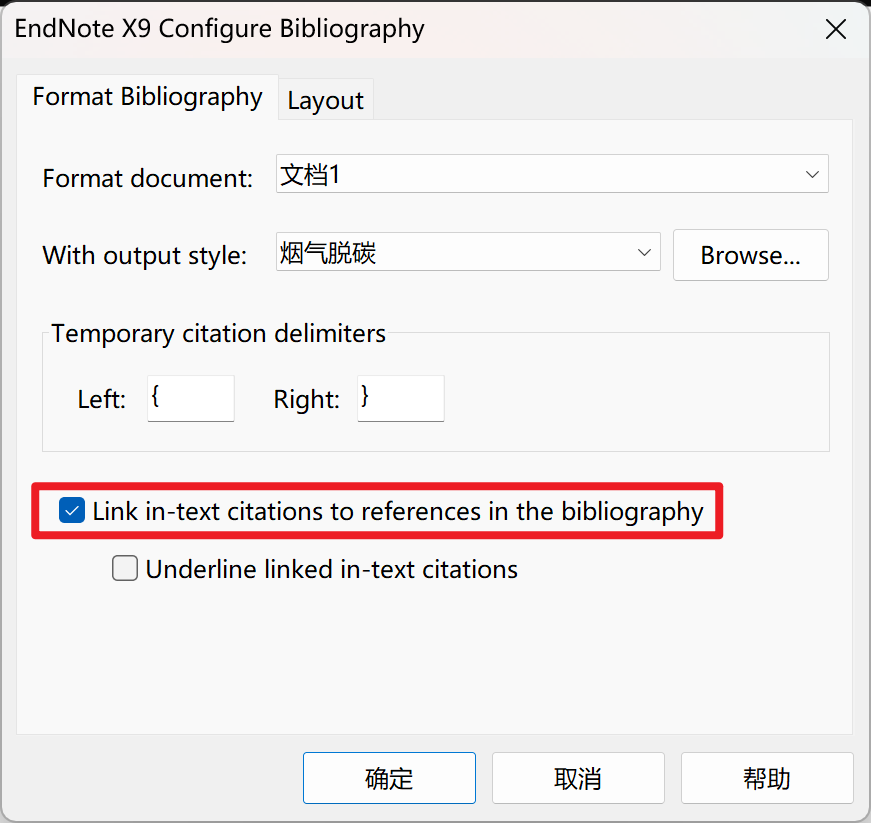 EndNote X9 Configure Bibliography
Format Bibliography
Layout
Format document:
文档1
With output style:
烟气脱碳
Browse...
Temporary citation delimiters
Left:
{
Right:
}
Link in-text citations to references in the bibliography
Underline linked in-text citations
确定
取消
帮助